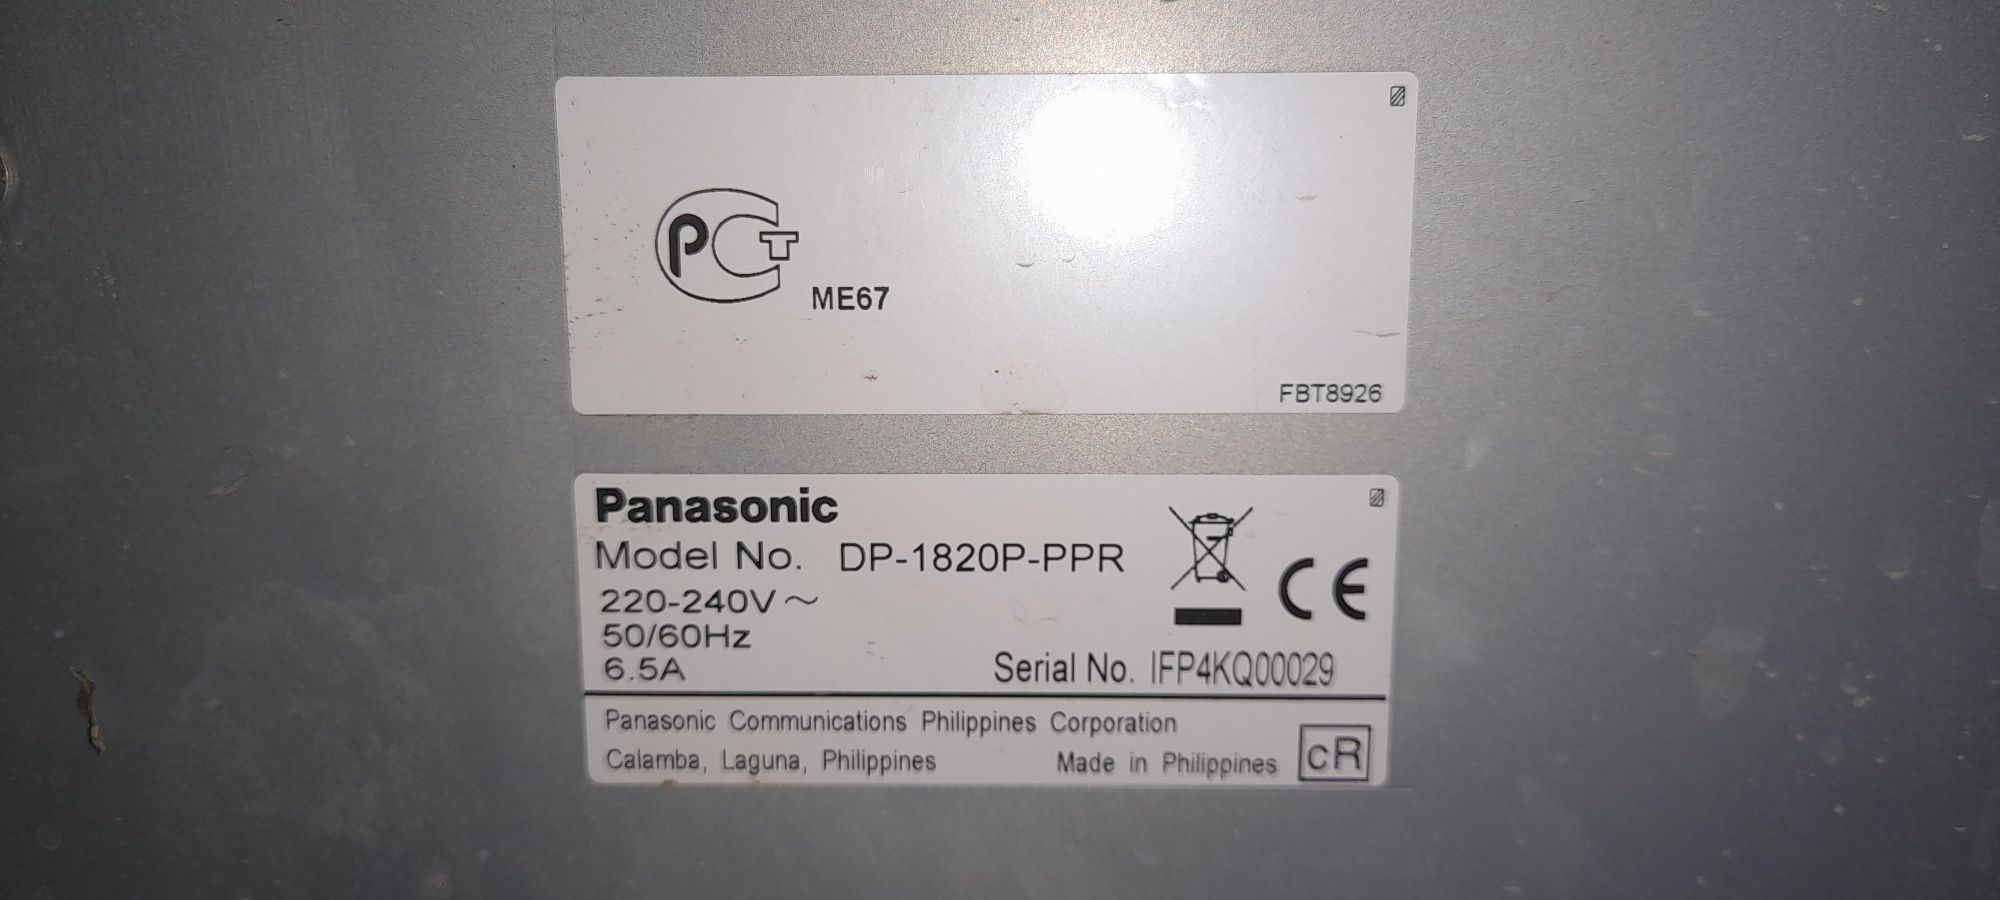 РСТ
ME67
FBT8926
Panasonic
Model No. DP-1820P-PPR
220-240V~
50/60Hz
6.5A
Serial No. IFP4KQ00029
CE
Panasonic Communications Philippines Corporation
Calamba, Laguna, Philippines
Made in Philippines
cR